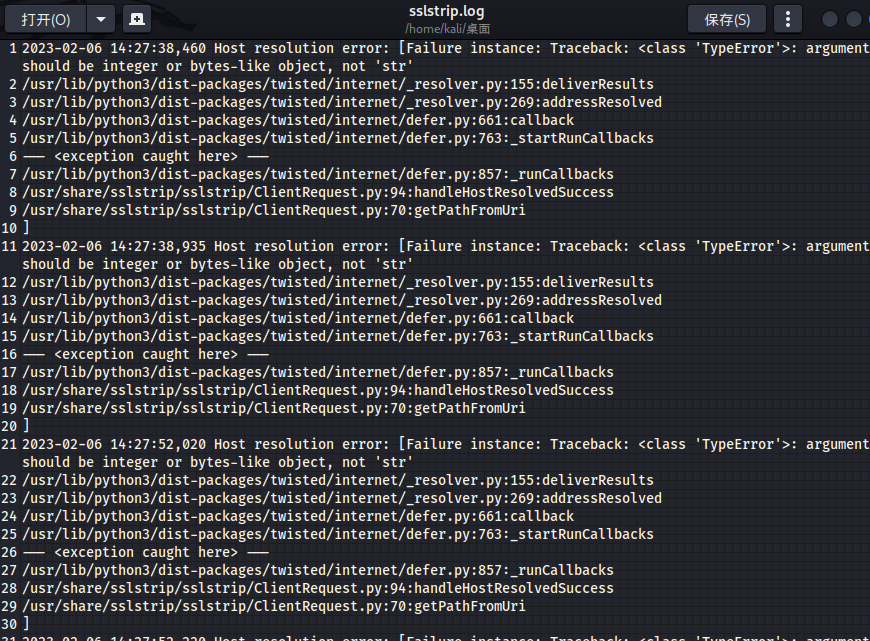 打开(O)
sslstrip.log
/home/kali/桌面
保存(S)
1 2023-02-06 14:27:38,460 Host resolution error: [Failure instance: Traceback: <class 'TypeError'>: argument
should be integer or bytes-like object, not 'str'
2 /usr/lib/python3/dist-packages/twisted/internet/_resolver.py:155:deliverResults
3 /usr/lib/python3/dist-packages/twisted/internet/_resolver.py:269:addressResolved
4 /usr/lib/python3/dist-packages/twisted/internet/defer.py:661:callback
5 /usr/lib/python3/dist-packages/twisted/internet/defer.py:763:_startRunCallbacks
6 --- <exception caught here> ---
7 /usr/lib/python3/dist-packages/twisted/internet/defer.py:857:_runCallbacks
8 /usr/share/sslstrip/sslstrip/ClientRequest.py:94:handleHostResolvedSuccess
9 /usr/share/sslstrip/sslstrip/ClientRequest.py:70:getPathFromUri
10 ]
11 2023-02-06 14:27:38,935 Host resolution error: [Failure instance: Traceback: <class 'TypeError'>: argument
should be integer or bytes-like object, not 'str'
12 /usr/lib/python3/dist-packages/twisted/internet/_resolver.py:155:deliverResults
13 /usr/lib/python3/dist-packages/twisted/internet/_resolver.py:269:addressResolved
14 /usr/lib/python3/dist-packages/twisted/internet/defer.py:661:callback
15 /usr/lib/python3/dist-packages/twisted/internet/defer.py:763:_startRunCallbacks
16 --- <exception caught here> ---
17 /usr/lib/python3/dist-packages/twisted/internet/defer.py:857:_runCallbacks
18 /usr/share/sslstrip/sslstrip/ClientRequest.py:94:handleHostResolvedSuccess
19 /usr/share/sslstrip/sslstrip/ClientRequest.py:70:getPathFromUri
20 ]
21 2023-02-06 14:27:52,020 Host resolution error: [Failure instance: Traceback: <class 'TypeError'>: argument
should be integer or bytes-like object, not 'str'
22 /usr/lib/python3/dist-packages/twisted/internet/_resolver.py:155:deliverResults
23 /usr/lib/python3/dist-packages/twisted/internet/_resolver.py:269:addressResolved
24 /usr/lib/python3/dist-packages/twisted/internet/defer.py:661:callback
25 /usr/lib/python3/dist-packages/twisted/internet/defer.py:763:_startRunCallbacks
26 --- <exception caught here> ---
27 /usr/lib/python3/dist-packages/twisted/internet/defer.py:857:_runCallbacks
28 /usr/share/sslstrip/sslstrip/ClientRequest.py:94:handleHostResolvedSuccess
29 /usr/share/sslstrip/sslstrip/ClientRequest.py:70:getPathFromUri
30 ]